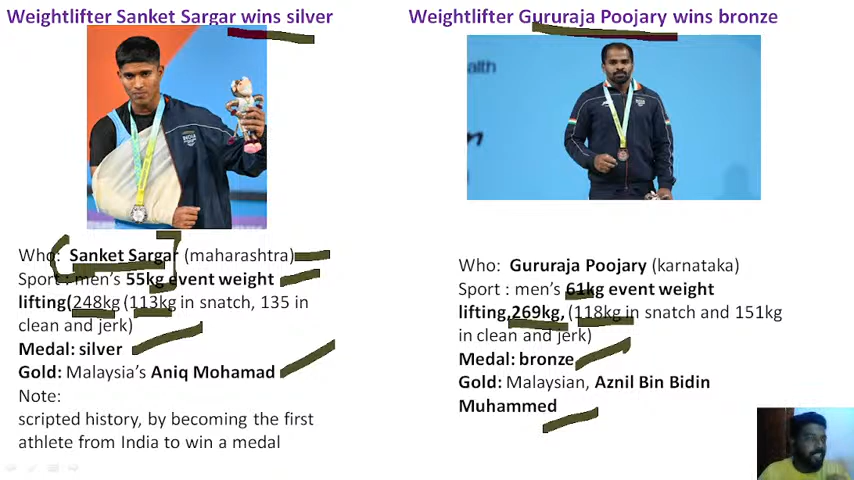 Weightlifter Sanket Sargar wins silver
Who: Sanket Sargar (maharashtra)
Sport : men's 55kg event weight
lifting(248kg (113kg in snatch, 135 in
clean and jerk)
Medal: silver
Gold: Malaysia's Aniq Mohamad
Note:
scripted history, by becoming the first
athlete from India to win a medal
Weightlifter Gururaja Poojary wins bronze
ealth
Who: Gururaja Poojary (karnataka)
Sport : men's 61kg event weight
lifting,269kg, (118kg in snatch and 151kg
in clean and jerk)
Medal: bronze
Gold: Malaysian, Aznil Bin Bidin
Muhammed